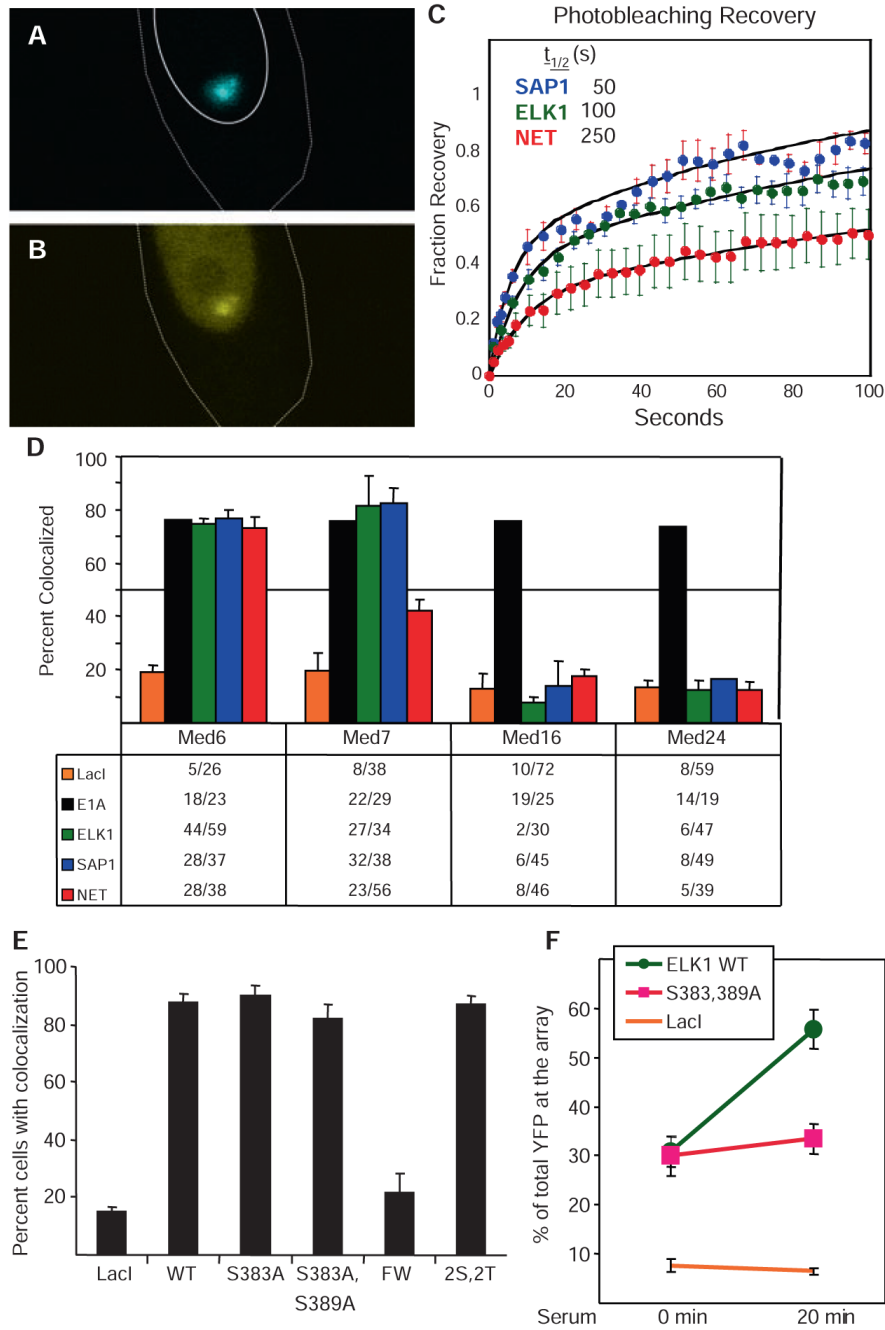 A
B
C
Photobleaching Recovery
t1/2 (s)
SAP1 50
ELK1 100
NET 250
Fraction Recovery
1
0.8
0.6
0.4
0.2
0
0 20 40 60 80 100
Seconds
D
Percent Colocalized
100
80
60
40
20
Med6 Med7 Med16 Med24
LacI 5/26 8/38 10/72 8/59
E1A 18/23 22/29 19/25 14/19
ELK1 44/59 27/34 2/30 6/47
SAP1 28/37 32/38 6/45 8/49
NET 28/38 23/56 8/46 5/39
E
Percent cells with colocalization
100
80
60
40
20
LacI WT S383A S383A, FW 2S,2T
S389A
F
ELK1 WT
S383,389A
LacI
% of total YFP at the array
60
50
40
30
20
10
Serum 0 min 20 min